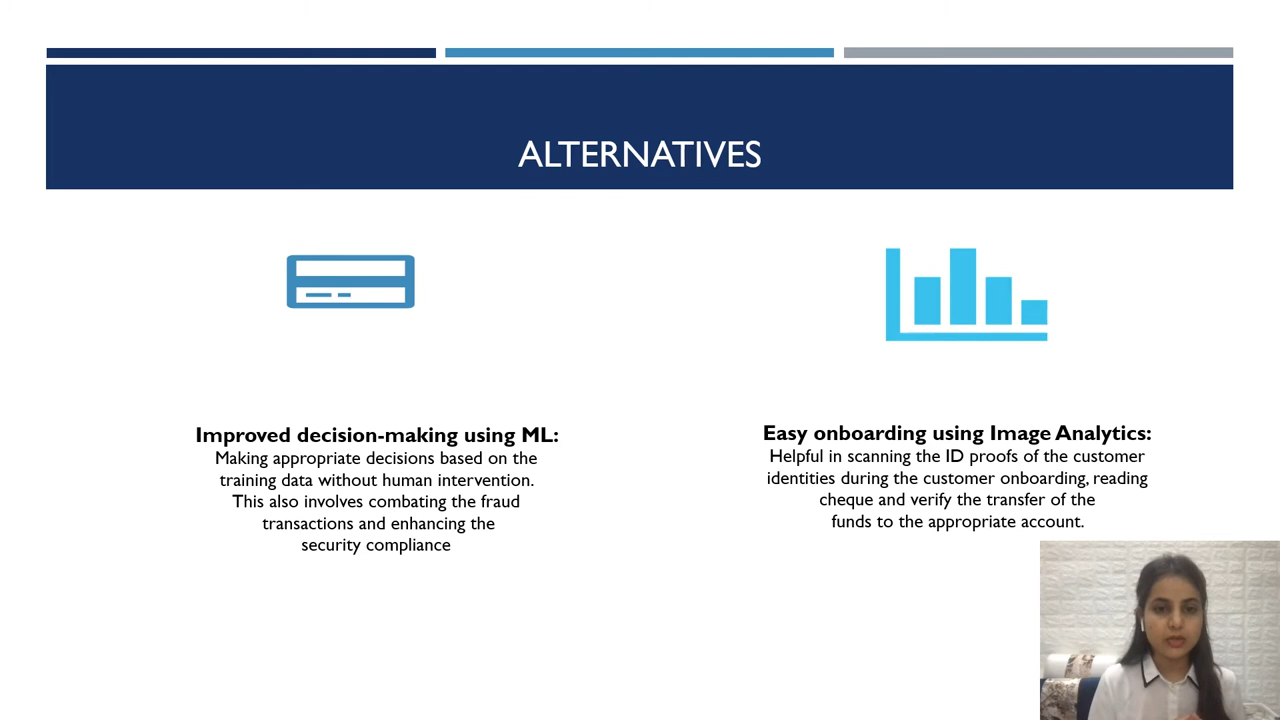 ALTERNATIVES
Improved decision-making using ML:
Making appropriate decisions based on the
training data without human intervention.
This also involves combating the fraud
transactions and enhancing the
security compliance
Easy onboarding using Image Analytics:
Helpful in scanning the ID proofs of the customer
identities during the customer onboarding, reading
cheque and verify the transfer of the
funds to the appropriate account.